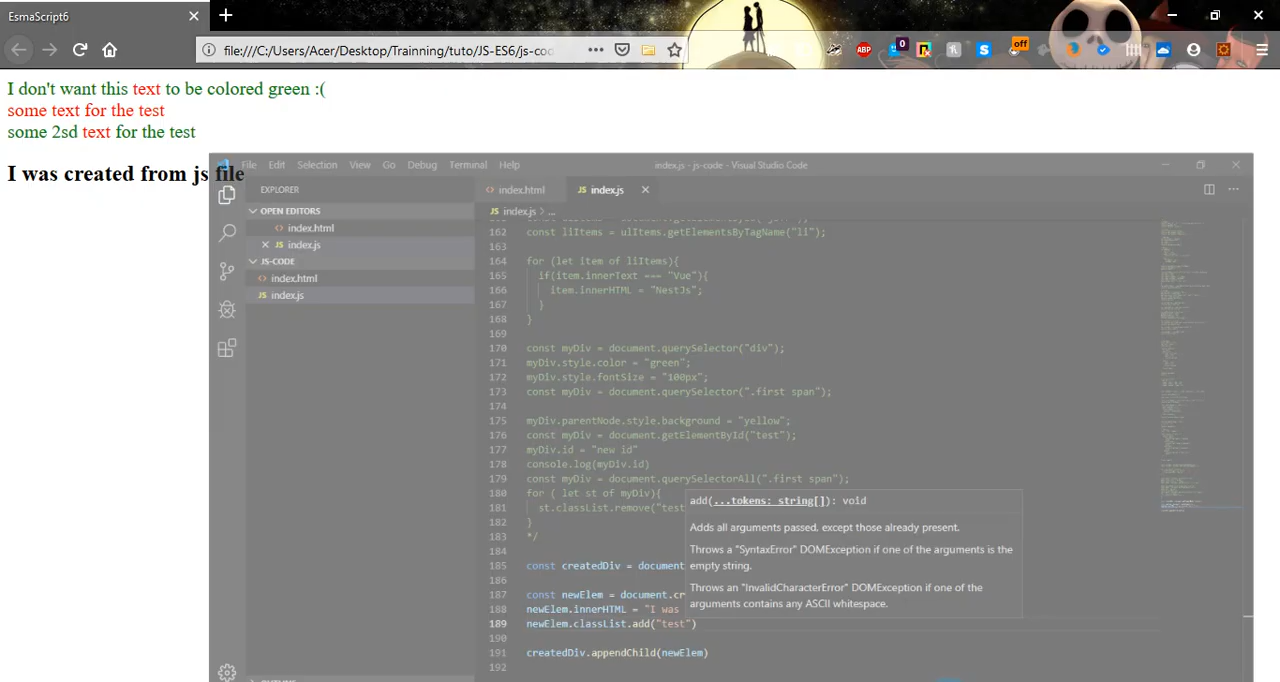 EsmaScript6
file:///C:/Users/Acer/Desktop/Trainning/tuto/JS-ES6/js-coc
ABP
0
off
I don't want this text to be colored green :(
some text for the test
some 2sd text for the test
I was created from js file
File Edit Selection View Go Debug Terminal Help
index.js - js-code - Visual Studio Code
EXPLORER
index.html
JS index.js
OPEN EDITORS
JS index.js > ...
index.html
JS index.js
JS-CODE
index.html
JS index.js
162 const liItems = ulItems.getElementsByTagName("li");
163
164 for (let item of liItems){
165 if(item.innerText === "Vue"){
166 item.innerHTML = "NestJs";
167 }
168 }
169
170 const myDiv = document.querySelector("div");
171 myDiv.style.color = "green";
172 myDiv.style.fontSize = "100px";
173 const myDiv = document.querySelector(".first span");
174
175 myDiv.parentNode.style.background = "yellow";
176 const myDiv = document.getElementById("test");
177 myDiv.id = "new id"
178 console.log(myDiv.id)
179 const myDiv = document.querySelectorAll(".first span");
180 for ( let st of myDiv){
181 st.classList.remove("test
182 }
183 */
184
185 const createdDiv = document
186
187 const newElem = document.cr
188 newElem.innerHTML = "I was
189 newElem.classList.add("test")
190
191 createdDiv.appendChild(newElem)
192
add(...tokens: string[]): void
Adds all arguments passed, except those already present.
Throws a "SyntaxError" DOMException if one of the arguments is the
empty string.
Throws an "InvalidCharacterError" DOMException if one of the
arguments contains any ASCII whitespace.